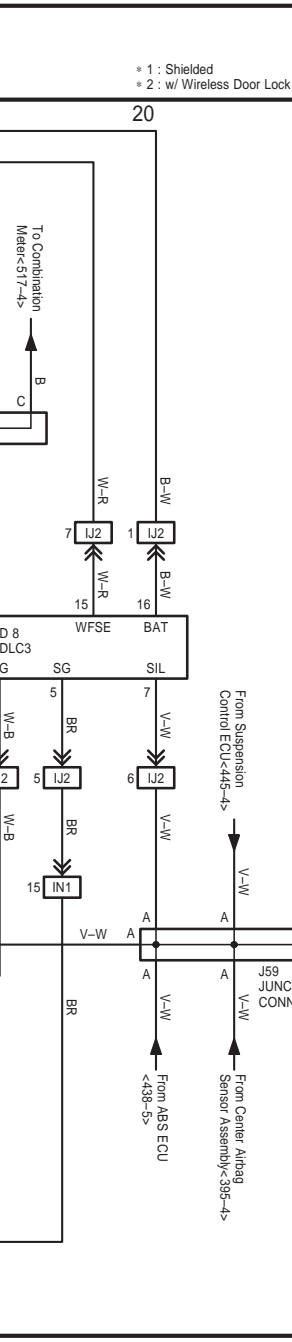 * 1 : Shielded
* 2 : w/ Wireless Door Lock
20
To Combination
Meter<517–4>
B
C
W–R
B–W
7 IJ2
1 IJ2
W–R
B–W
15
16
D 8
DLC3
WFSE
BAT
G
SG
SIL
5
7
W–B
BR
V–W
From Suspension
Control ECU<445–4>
2
5 IJ2
6 IJ2
W–B
BR
V–W
V–W
15 IN1
A
A
V–W
A
A
A
J59
JUNC
CONN
BR
V–W
V–W
From ABS ECU
<438–5>
From Center Airbag
Sensor Assembly<395–4>